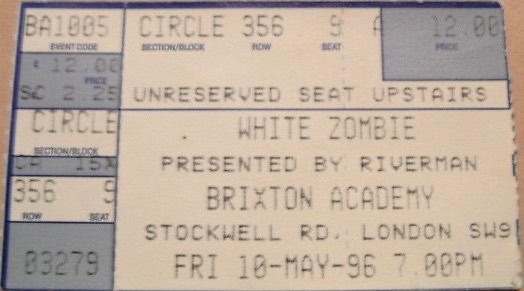 BA1005 CIRCLE 356 9 A 12.00
EVENT CODE SECTION/BLOCK ROW SEAT PRICE
£ 12.00
PRICE
SC 2.25 UNRESERVED SEAT UPSTAIRS
CIRCLE WHITE ZOMBIE
SECTION/BLOCK
CA 15X PRESENTED BY RIVERMAN
356 9 BRIXTON ACADEMY
ROW SEAT
STOCKWELL RD. LONDON SW9
03279 FRI 10-MAY-96 7.00PM